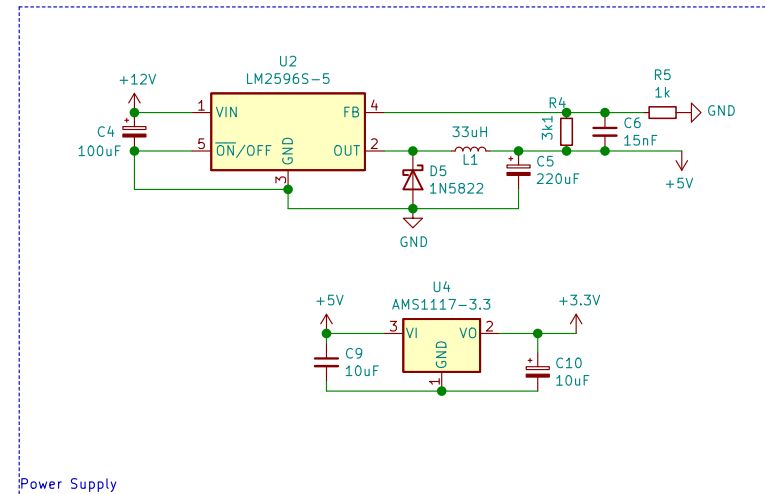 U2
LM2596S-5
+12V
1
VIN
FB
4
C4
100uF
5
ON/OFF
GND
OUT
2
3
33uH
L1
D5
1N5822
C5
220uF
R4
3k1
C6
15nF
R5
1k
GND
+5V
GND
U4
AMS1117-3.3
+5V
3
VI
VO
2
+3.3V
GND
1
C9
10uF
C10
10uF
Power Supply